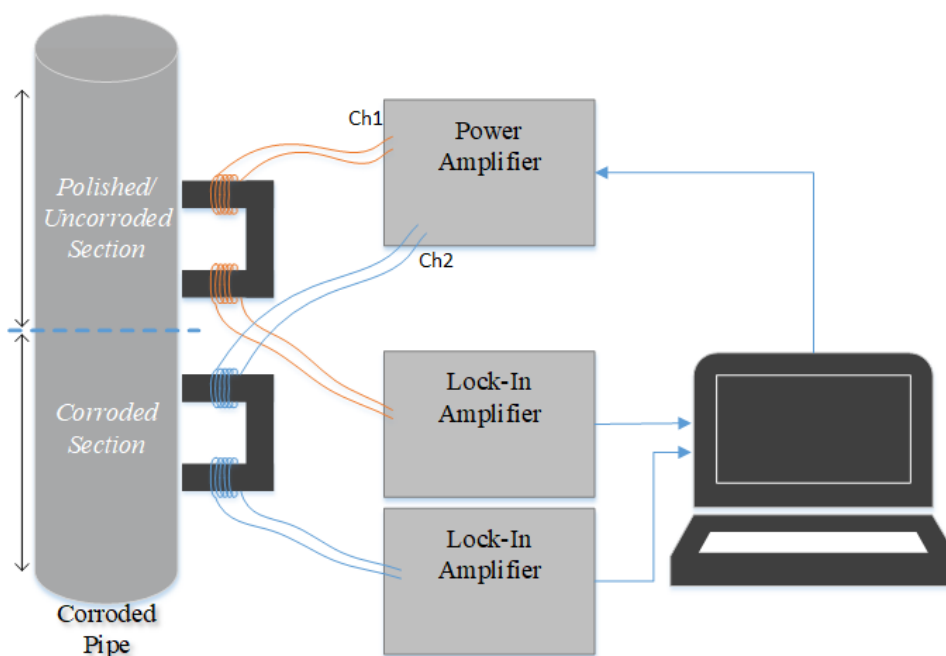 Ch1
Power
Amplifier
Polished/
Uncorroded
Section
Ch2
Lock-In
Amplifier
Corroded
Section
Lock-In
Amplifier
Corroded
Pipe